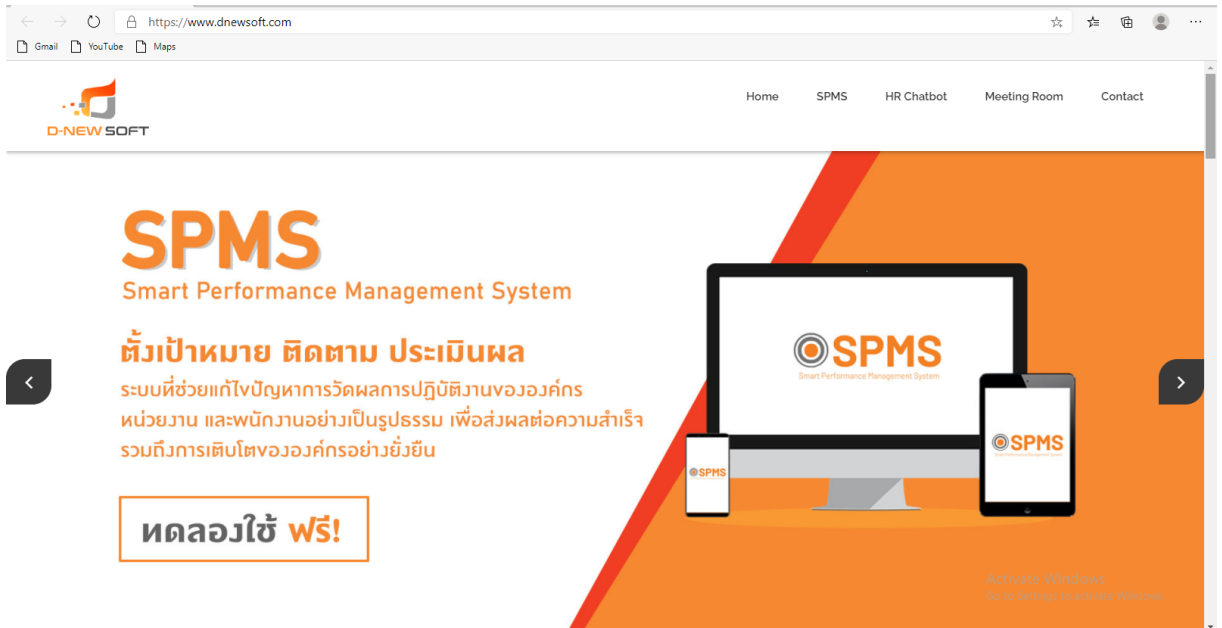 https://www.dnewsoft.com
Gmail YouTube Maps
D-NEW SOFT
Home SPMS HR Chatbot Meeting Room Contact
SPMS
Smart Performance Management System
ตั้งเป้าหมาย ติดตาม ประเมินผล
ระบบที่ช่วยแก้ไขปัญหาการวัดผลการปฏิบัติงานขององค์กร
หน่วยงาน และพนักงานอย่างเป็นรูปธรรม เพื่อส่งผลต่อความสำเร็จ
รวมถึงการเติบโตขององค์กรอย่างยั่งยืน
ทดลองใช้ ฟรี!
SPMS
Smart Performance Management System
SPMS
SPMS
Activate Windows